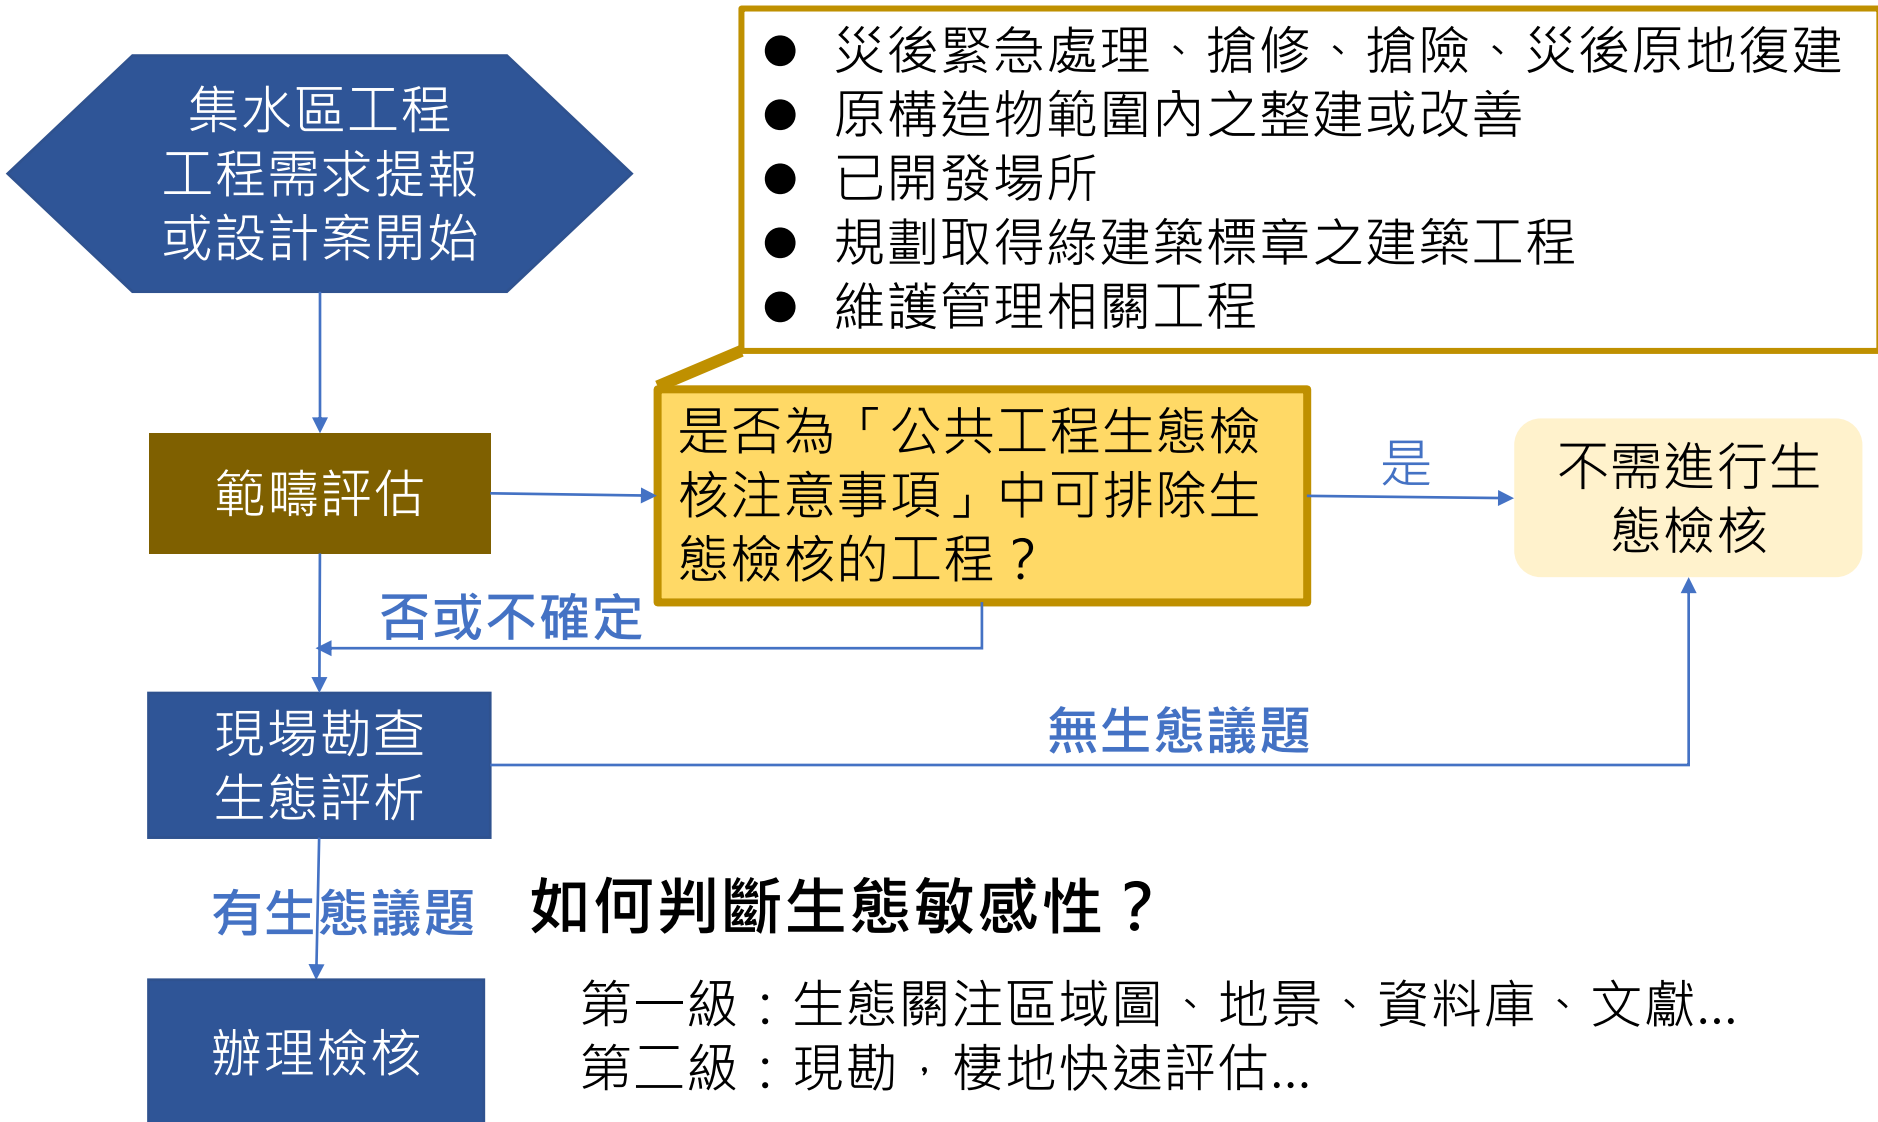 集水區工程
工程需求提報
或設計案開始
● 災後緊急處理、搶修、搶險、災後原地復建
● 原構造物範圍內之整建或改善
● 已開發場所
● 規劃取得綠建築標章之建築工程
● 維護管理相關工程
範疇評估
是否為「公共工程生態檢
核注意事項」中可排除生
態檢核的工程？
是
不需進行生
態檢核
否或不確定
現場勘查
生態評析
無生態議題
有生態議題
辦理檢核
如何判斷生態敏感性？
第一級：生態關注區域圖、地景、資料庫、文獻...
第二級：現勘，棲地快速評估...